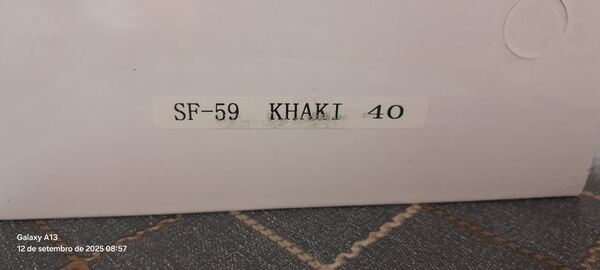 SF-59 KHAKI 40
Galaxy A13
12 de setembro de 2025 08:57